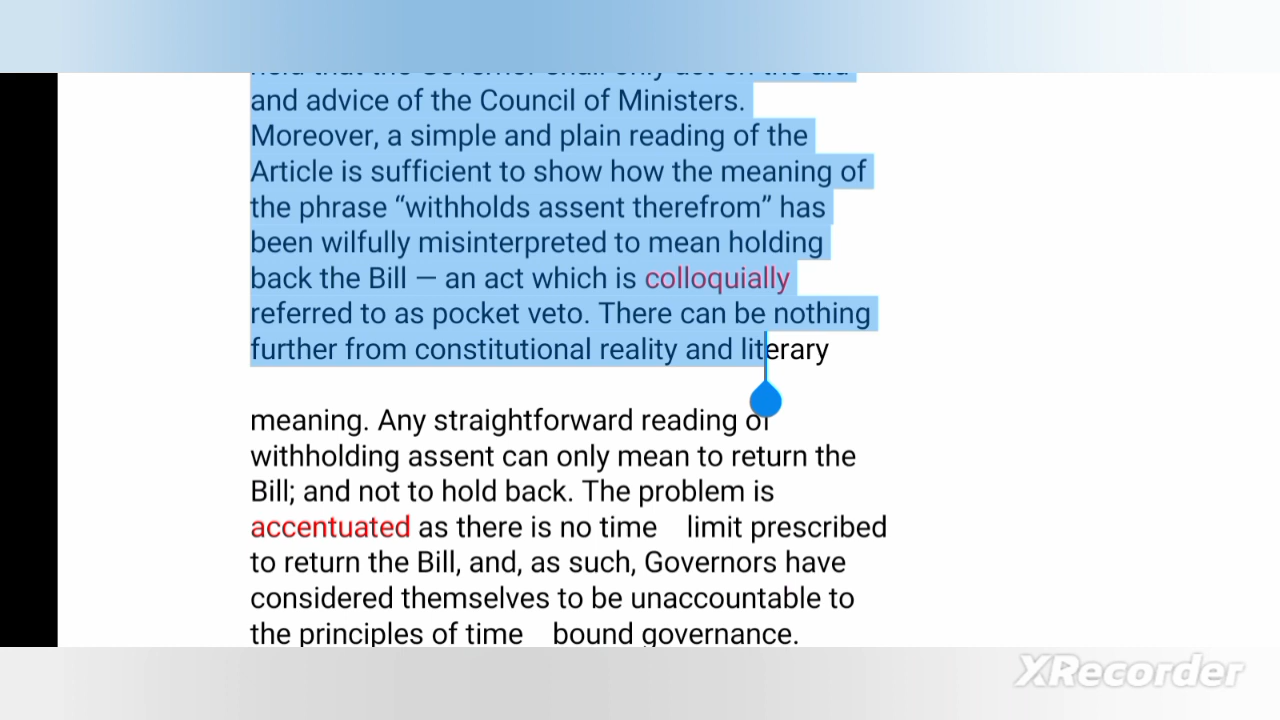 and advice of the Council of Ministers.
Moreover, a simple and plain reading of the
Article is sufficient to show how the meaning of
the phrase “withholds assent therefrom” has
been wilfully misinterpreted to mean holding
back the Bill — an act which is colloquially
referred to as pocket veto. There can be nothing
further from constitutional reality and literary
meaning. Any straightforward reading of
withholding assent can only mean to return the
Bill; and not to hold back. The problem is
accentuated as there is no time limit prescribed
to return the Bill, and, as such, Governors have
considered themselves to be unaccountable to
the principles of time bound governance.
XRecorder